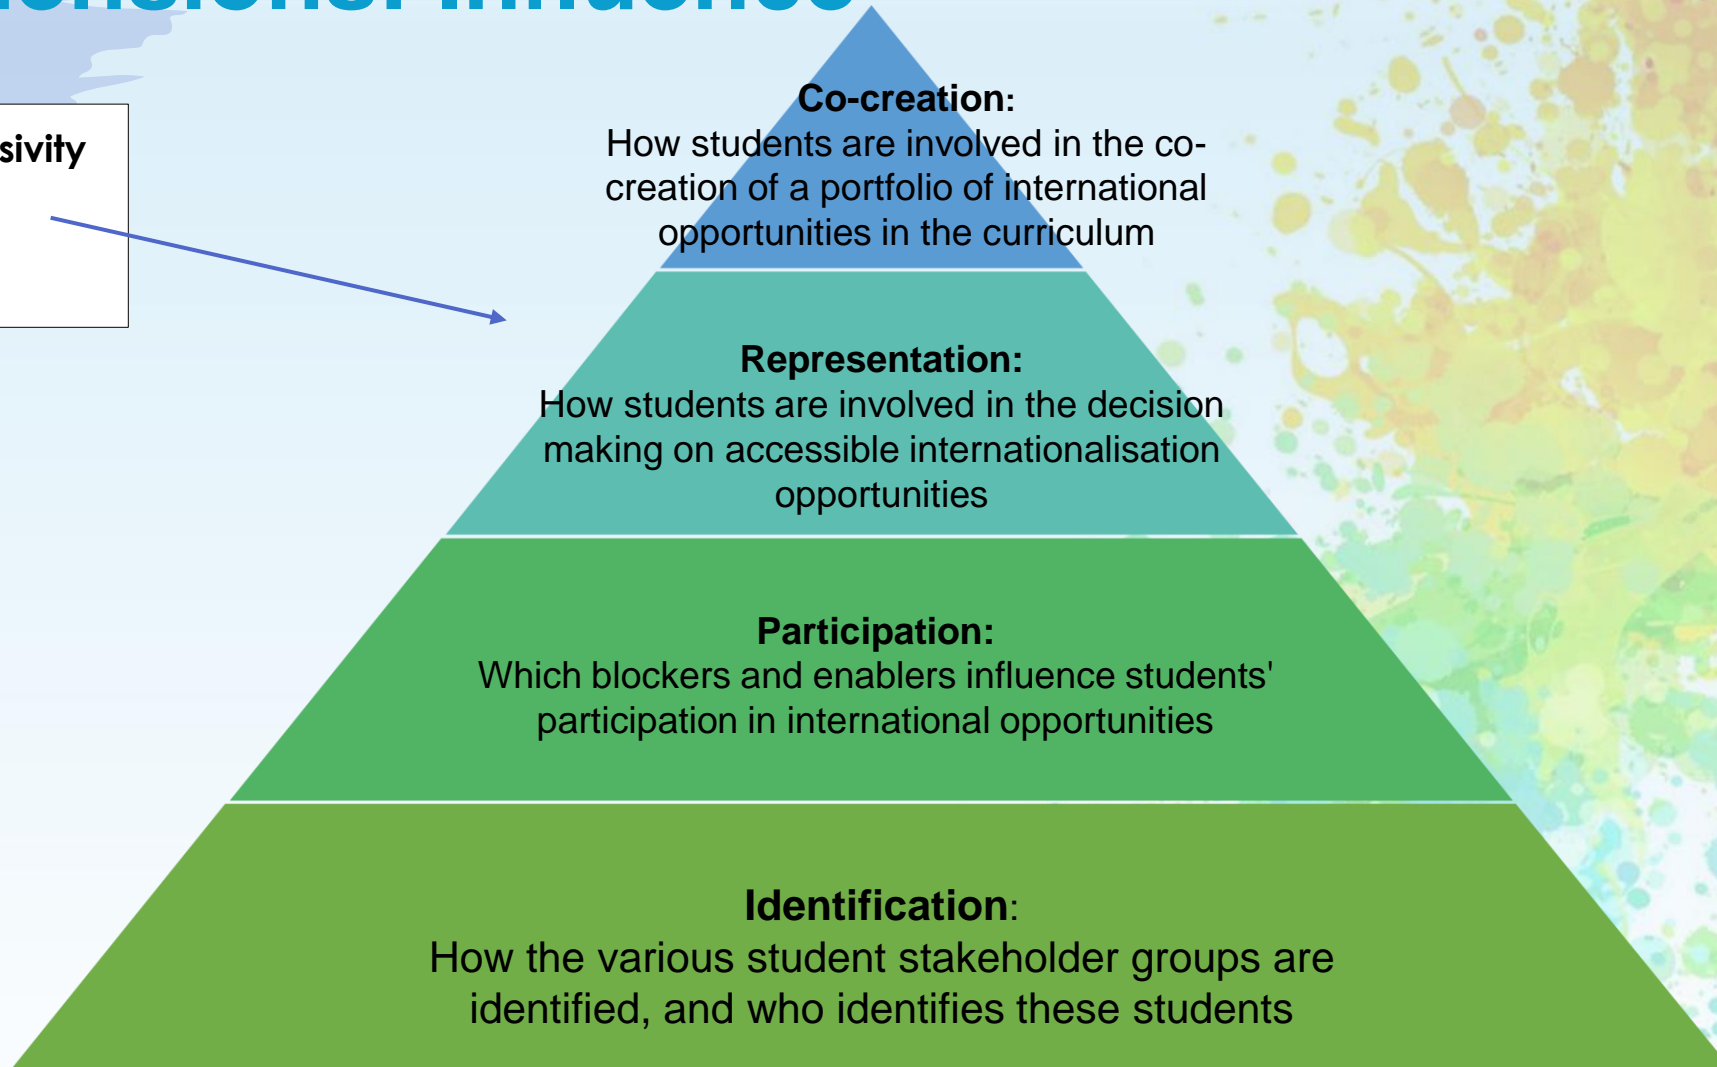 Co-creation:
How students are involved in the co-
creation of a portfolio of international
opportunities in the curriculum
Representation:
How students are involved in the decision
making on accessible internationalisation
opportunities
Participation:
Which blockers and enablers influence students'
participation in international opportunities
Identification:
How the various student stakeholder groups are
identified, and who identifies these students